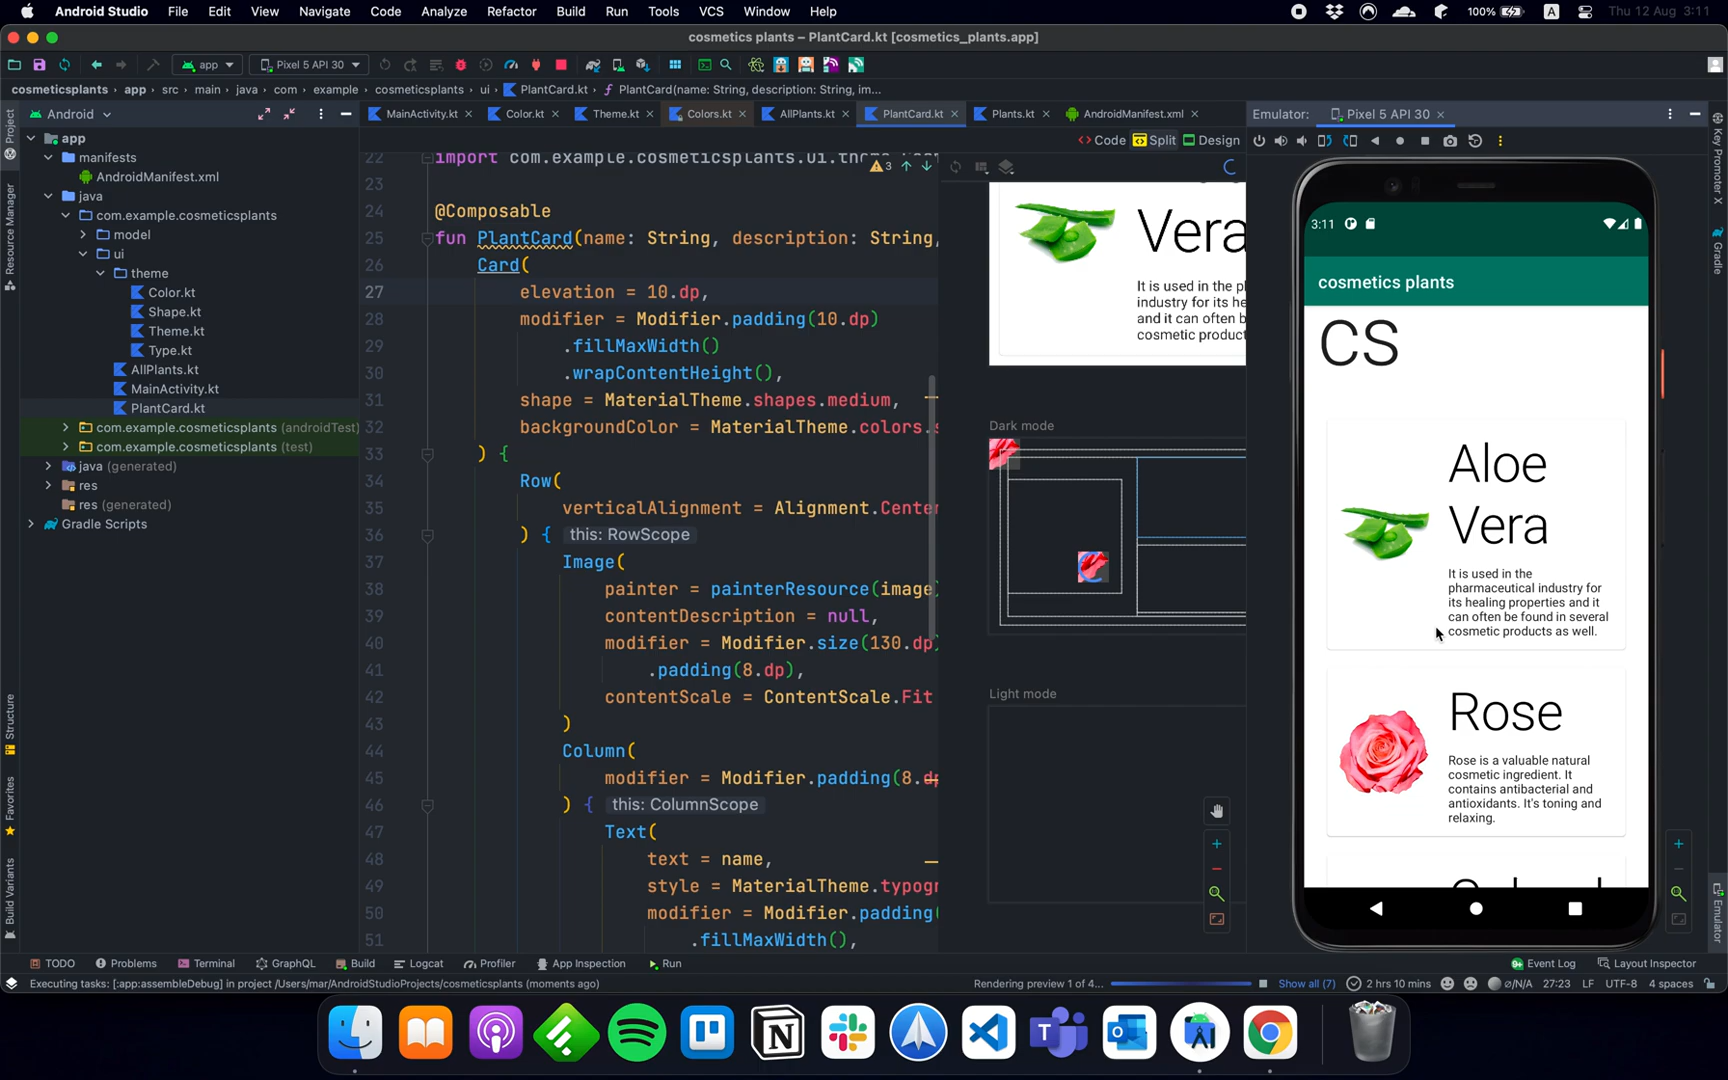 Android Studio File Edit View Navigate Code Analyze Refactor Build Run Tools VCS Window Help 100% A Thu 12 Aug 3:11
cosmetics plants – PlantCard.kt [cosmetics_plants.app]
app Pixel 5 API 30
cosmeticsplants › app › src › main › java › com › example › cosmeticsplants › ui › PlantCard.kt › PlantCard(name: String, description: String, im...
Android
MainActivity.kt Color.kt Theme.kt Colors.kt AllPlants.kt PlantCard.kt Plants.kt AndroidManifest.xml
Emulator: Pixel 5 API 30
Code Split Design
Project
Resource Manager
Structure
Favorites
Build Variants
app
manifests
AndroidManifest.xml
java
com.example.cosmeticsplants
model
ui
theme
Color.kt
Shape.kt
Theme.kt
Type.kt
AllPlants.kt
MainActivity.kt
PlantCard.kt
com.example.cosmeticsplants (androidTest)
com.example.cosmeticsplants (test)
java (generated)
res
res (generated)
Gradle Scripts
22 import com.example.cosmeticsplants.ui.
3
23
24 @Composable
25 fun PlantCard(name: String, description: String,
26 Card(
27 elevation = 10.dp,
28 modifier = Modifier.padding(10.dp)
29 .fillMaxWidth()
30 .wrapContentHeight(),
31 shape = MaterialTheme.shapes.medium,
32 backgroundColor = MaterialTheme.colors.s
33 ) {
34 Row(
35 verticalAlignment = Alignment.Center
36 ) { this: RowScope
37 Image(
38 painter = painterResource(image)
39 contentDescription = null,
40 modifier = Modifier.size(130.dp)
41 .padding(8.dp),
42 contentScale = ContentScale.Fit
43 )
44 Column(
45 modifier = Modifier.padding(8.dp
46 ) { this: ColumnScope
47 Text(
48 text = name,
49 style = MaterialTheme.typogr
50 modifier = Modifier.padding(
51 .fillMaxWidth(),
Vera
It is used in the p
industry for its he
and it can often b
cosmetic product
Dark mode
Light mode
3:11
cosmetics plants
CS
Aloe
Vera
It is used in the
pharmaceutical industry for
its healing properties and it
can often be found in several
cosmetic products as well.
Rose
Rose is a valuable natural
cosmetic ingredient. It
contains antibacterial and
antioxidants. It's toning and
relaxing.
Key Promoter X
Gradle
Emulator
TODO Problems Terminal GraphQL Build Logcat Profiler App Inspection Run Event Log Layout Inspector
Executing tasks: [:app:assembleDebug] in project /Users/mar/AndroidStudioProjects/cosmeticsplants (moments ago) Rendering preview 1 of 4... Show all (7) 2 hrs 10 mins ⌀/N/A 27:23 LF UTF-8 4 spaces